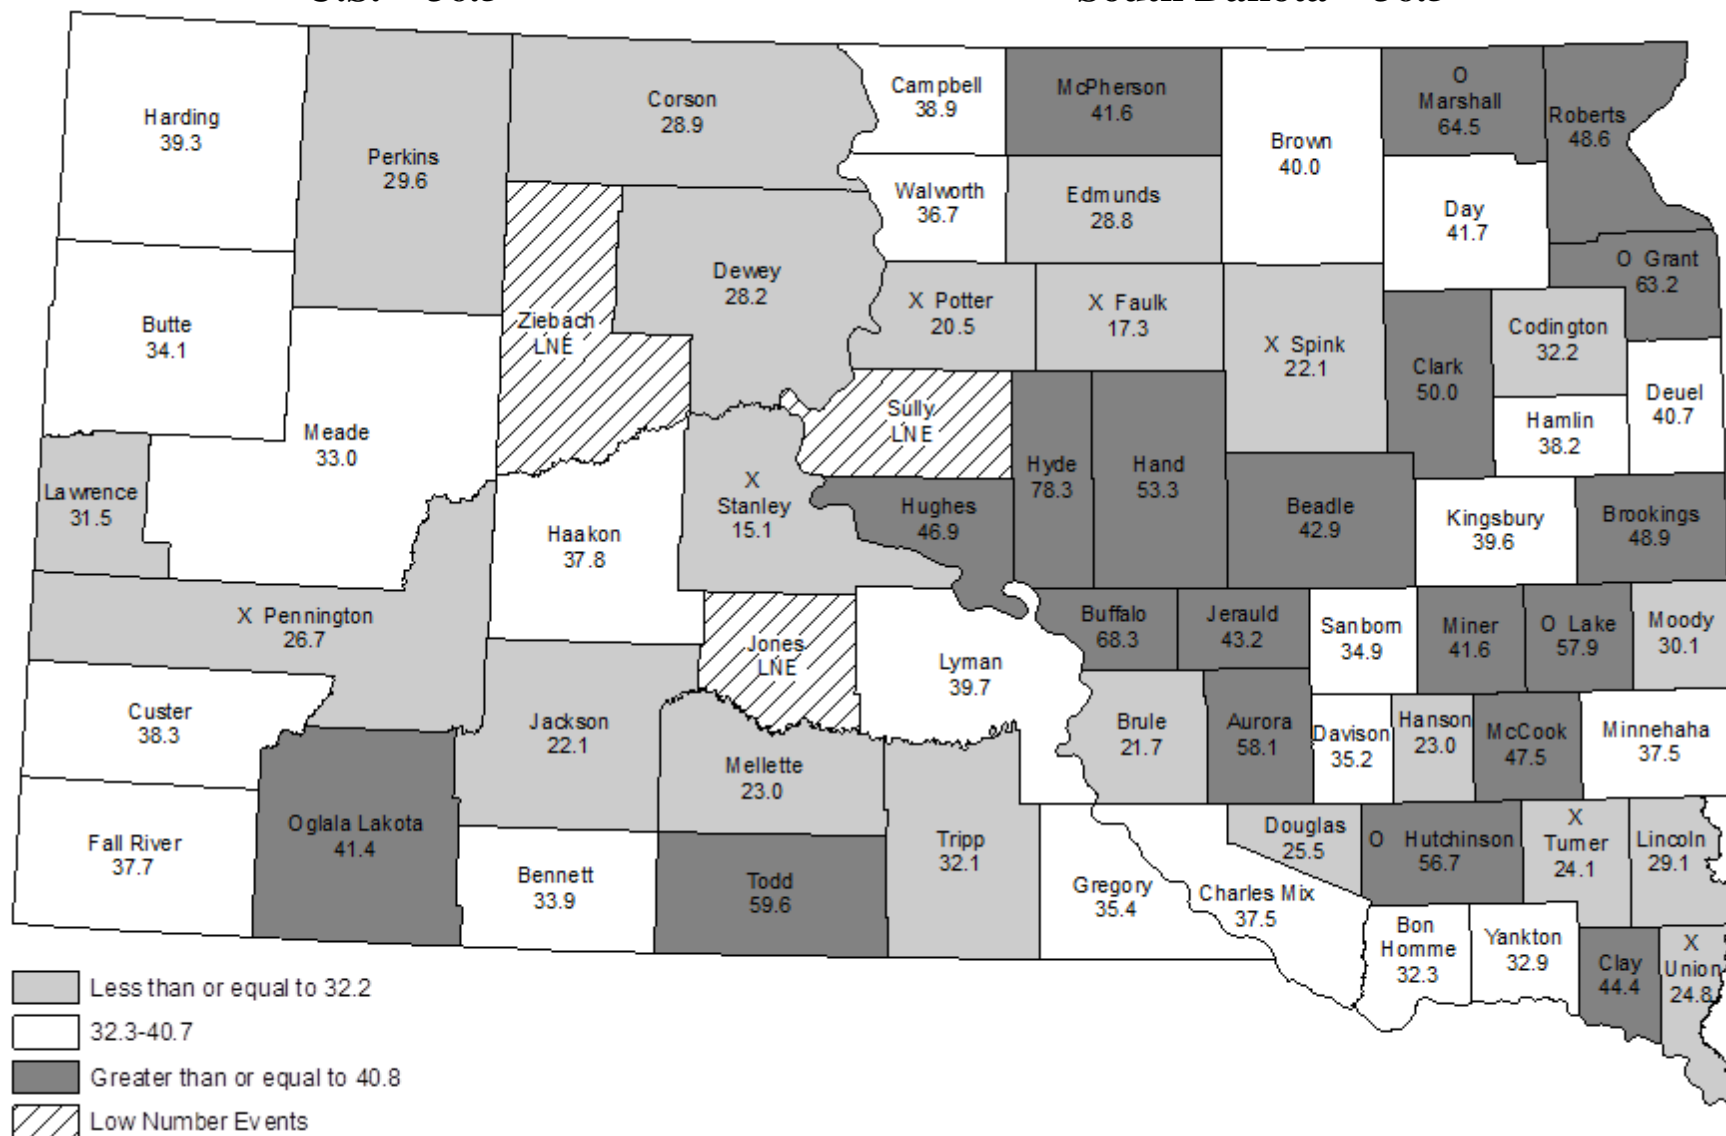 Harding
39.3
Perkins
29.6
Corson
28.9
Campbell
38.9
McPherson
41.6
Brown
40.0
O
Marshall
64.5
Roberts
48.6
Walworth
36.7
Edmunds
28.8
Day
41.7
Butte
34.1
Ziebach
LNE
Dewey
28.2
X Potter
20.5
X Faulk
17.3
X Spink
22.1
O Grant
63.2
Codington
32.2
Clark
50.0
Deuel
40.7
Hamlin
38.2
Meade
33.0
Sully
LNE
Lawrence
31.5
Haakon
37.8
X
Stanley
15.1
Hughes
46.9
Hyde
78.3
Hand
53.3
Beadle
42.9
Kingsbury
39.6
Brookings
48.9
X Pennington
26.7
Jones
LNE
Lyman
39.7
Buffalo
68.3
Jerauld
43.2
Sanborn
34.9
Miner
41.6
O Lake
57.9
Moody
30.1
Custer
38.3
Jackson
22.1
Mellette
23.0
Brule
21.7
Aurora
58.1
Davison
35.2
Hanson
23.0
McCook
47.5
Minnehaha
37.5
Fall River
37.7
Oglala Lakota
41.4
Bennett
33.9
Todd
59.6
Tripp
32.1
Gregory
35.4
Charles Mix
37.5
Douglas
25.5
O Hutchinson
56.7
X
Turner
24.1
Lincoln
29.1
Bon
Homme
32.3
Yankton
32.9
Clay
44.4
X
Union
24.8
Less than or equal to 32.2
32.3-40.7
Greater than or equal to 40.8
Low Number Events